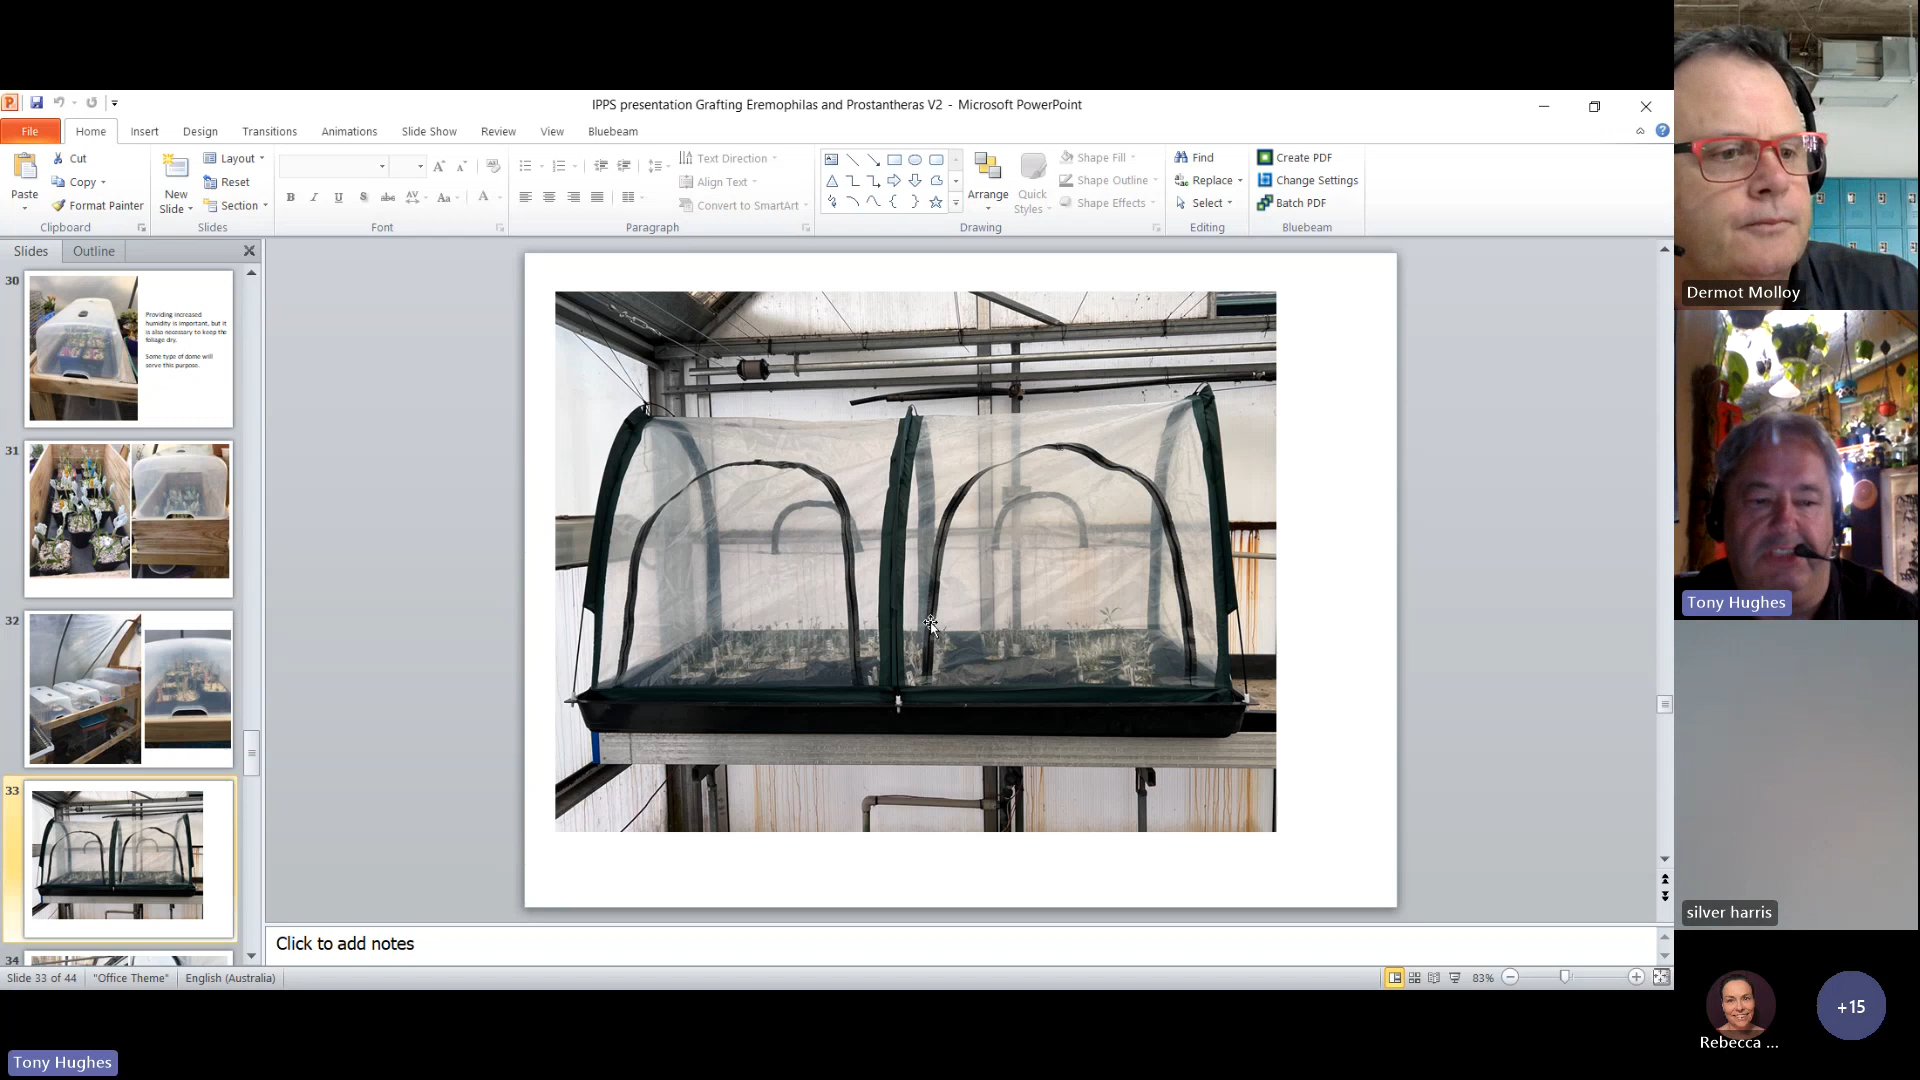 IPPS presentation Grafting Eremophilas and Prostantheras V2 - Microsoft PowerPoint
File Home Insert Design Transitions Animations Slide Show Review View Bluebeam
Paste
Cut
Copy
Format Painter
Clipboard
New
Slide
Layout
Reset
Section
Slides
B I U S abc AV Aa A
Font
Text Direction
Align Text
Convert to SmartArt
Paragraph
Arrange
Quick
Styles
Shape Fill
Shape Outline
Shape Effects
Drawing
Find
Replace
Select
Editing
Create PDF
Change Settings
Batch PDF
Bluebeam
Slides Outline
30
Providing increased
humidity is important, but it
is also necessary to keep the
foliage dry.
Some type of dome will
serve this purpose.
31
32
33
34
Click to add notes
Slide 33 of 44 "Office Theme" English (Australia)
83%
Dermot Molloy
Tony Hughes
silver harris
Rebecca ...
+15
Tony Hughes